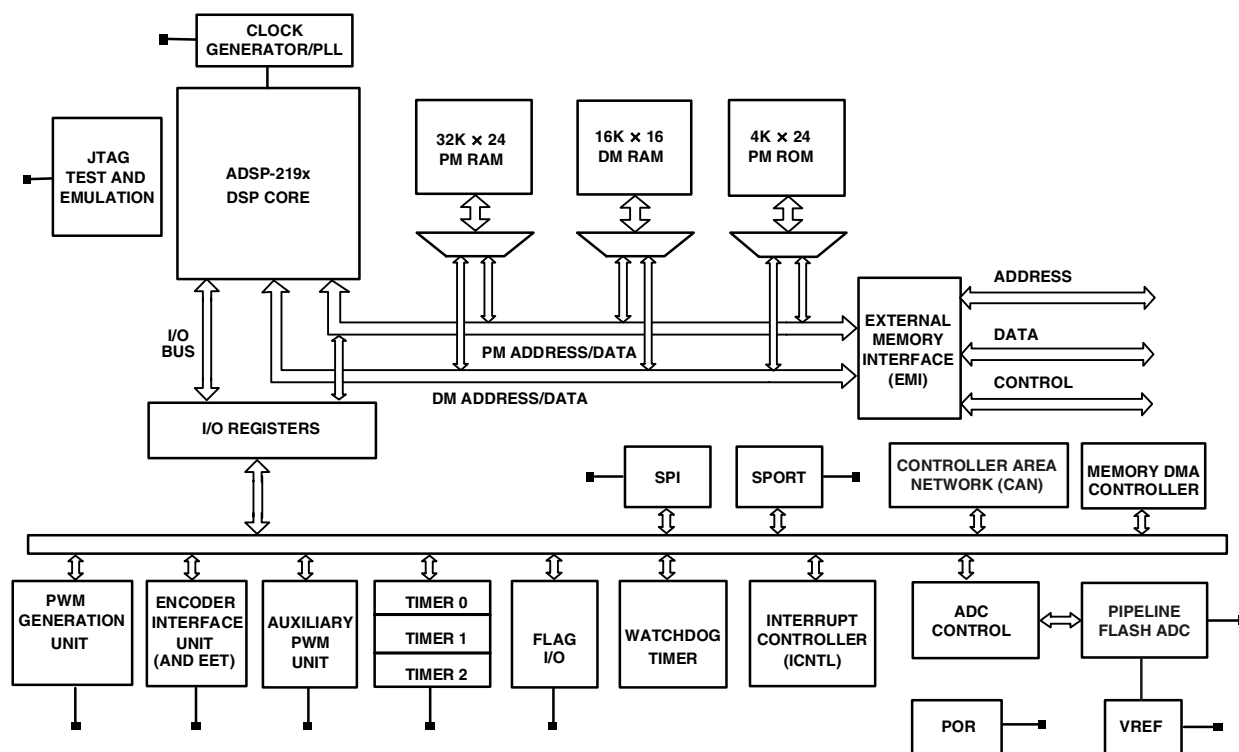 CLOCK
GENERATOR/PLL
JTAG
TEST AND
EMULATION
ADSP-219x
DSP CORE
32K × 24
PM RAM
16K × 16
DM RAM
4K × 24
PM ROM
I/O
BUS
PM ADDRESS/DATA
DM ADDRESS/DATA
EXTERNAL
MEMORY
INTERFACE
(EMI)
ADDRESS
DATA
CONTROL
I/O REGISTERS
SPI
SPORT
CONTROLLER AREA
NETWORK (CAN)
MEMORY DMA
CONTROLLER
PWM
GENERATION
UNIT
ENCODER
INTERFACE
UNIT
(AND EET)
AUXILIARY
PWM
UNIT
TIMER 0
TIMER 1
TIMER 2
FLAG
I/O
WATCHDOG
TIMER
INTERRUPT
CONTROLLER
(ICNTL)
ADC
CONTROL
PIPELINE
FLASH ADC
POR
VREF